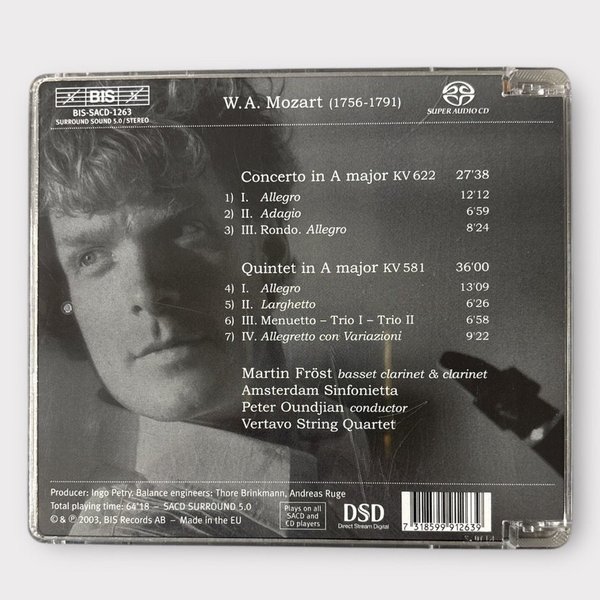 BIS
BIS-SACD-1263
SURROUND SOUND 5.0/STEREO
W. A. Mozart (1756-1791)
SUPER AUDIO CD
Concerto in A major KV 622 27'38
1) I. Allegro 12'12
2) II. Adagio 6'59
3) III. Rondo. Allegro 8'24
Quintet in A major KV 581 36'00
4) I. Allegro 13'09
5) II. Larghetto 6'26
6) III. Menuetto – Trio I – Trio II 6'58
7) IV. Allegretto con Variazioni 9'22
Martin Fröst basset clarinet & clarinet
Amsterdam Sinfonietta
Peter Oundjian conductor
Vertavo String Quartet
Producer: Ingo Petry. Balance engineers: Thore Brinkmann, Andreas Ruge
Total playing time: 64'18 – SACD SURROUND 5.0
© & ℗ 2003, BIS Records AB – Made in the EU
Plays on all
SACD and
CD players
DSD
Direct Stream Digital
7 318599 912639